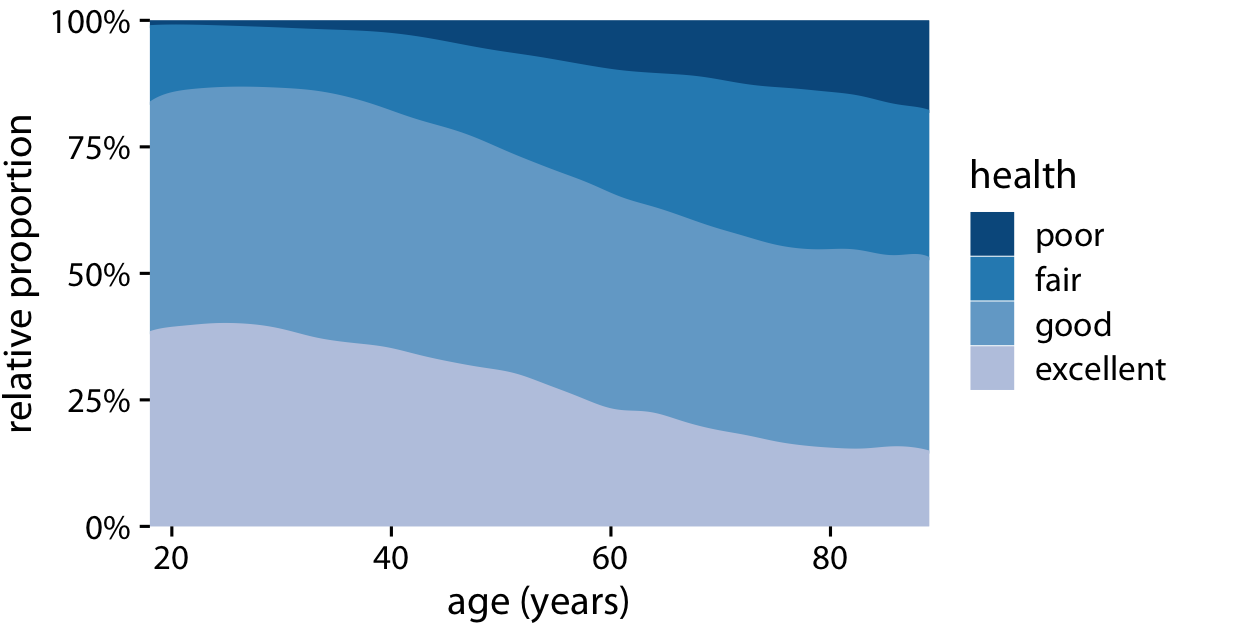 100%
75%
50%
25%
0%
relative proportion
20 40 60 80
age (years)
health
poor
fair
good
excellent